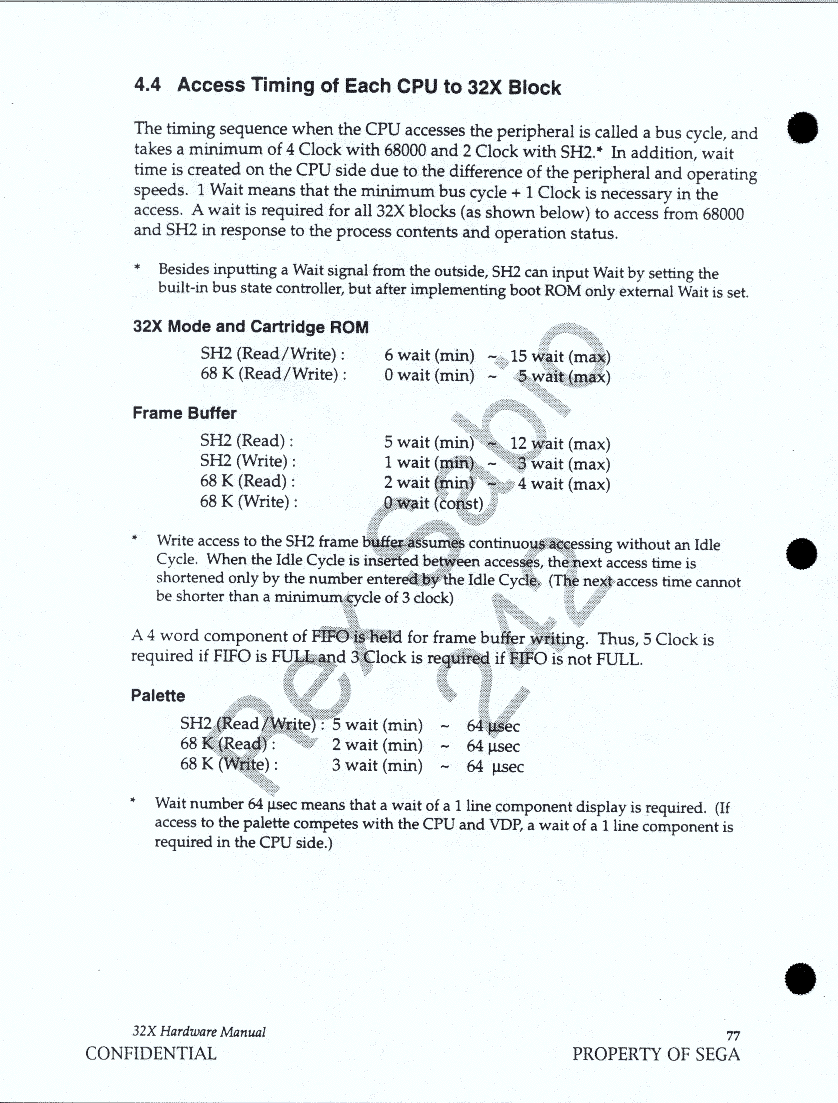 4.4 Access Timing of Each CPU to 32X Block
The timing sequence when the CPU accesses the peripheral is called a bus cycle, and
takes a minimum of 4 Clock with 68000 and 2 Clock with SH2.* In addition, wait
time is created on the CPU side due to the difference of the peripheral and operating
speeds. 1 Wait means that the minimum bus cycle + 1 Clock is necessary in the
access. A wait is required for all 32X blocks (as shown below) to access from 68000
and SH2 in response to the process contents and operation status.
* Besides inputting a Wait signal from the outside, SH2 can input Wait by setting the
built-in bus state controller, but after implementing boot ROM only external Wait is set.
32X Mode and Cartridge ROM
SH2 (Read/Write) : 6 wait (min) ~ 15 wait (max)
68 K (Read/Write) : 0 wait (min) ~ 5 wait (max)
Frame Buffer
SH2 (Read) : 5 wait (min) ~ 12 wait (max)
SH2 (Write) : 1 wait (min) ~ 3 wait (max)
68 K (Read) : 2 wait (min) ~ 4 wait (max)
68 K (Write) : 0 wait (const)
* Write access to the SH2 frame buffer assumes continuous accessing without an Idle
Cycle. When the Idle Cycle is inserted between accesses, the next access time is
shortened only by the number entered by the Idle Cycle. (The next access time cannot
be shorter than a minimum cycle of 3 clock)
A 4 word component of FIFO is held for frame buffer writing. Thus, 5 Clock is
required if FIFO is FULL and 3 Clock is required if FIFO is not FULL.
Palette
SH2 (Read/Write) : 5 wait (min) ~ 64 µsec
68 K (Read) : 2 wait (min) ~ 64 µsec
68 K (Write) : 3 wait (min) ~ 64 µsec
* Wait number 64 µsec means that a wait of a 1 line component display is required. (If
access to the palette competes with the CPU and VDP, a wait of a 1 line component is
required in the CPU side.)
Rex Sabio
242
32X Hardware Manual 77
CONFIDENTIAL PROPERTY OF SEGA